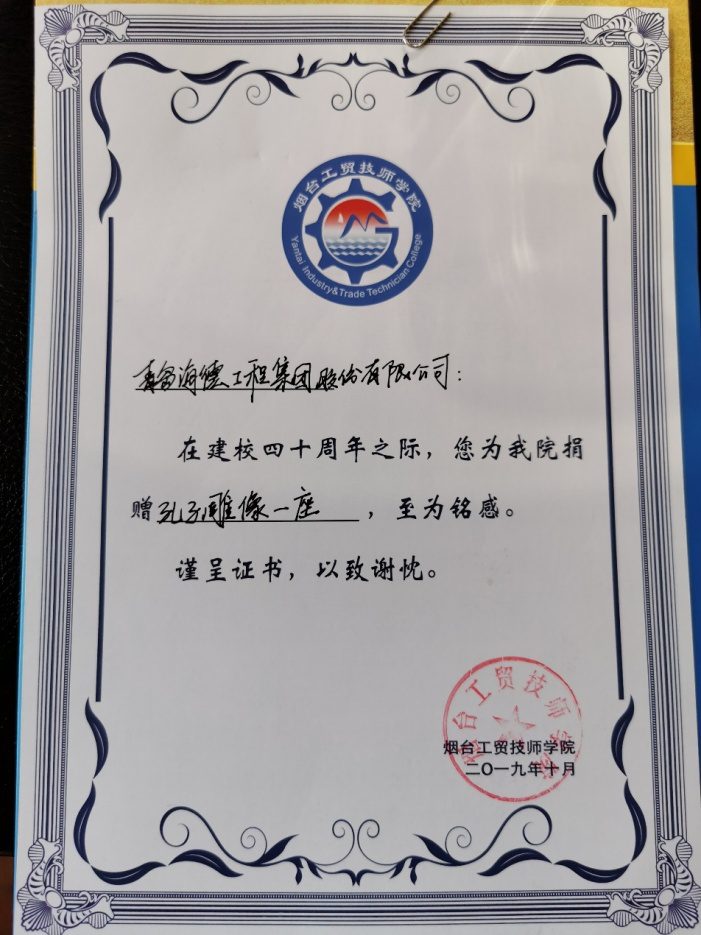 烟台工贸技师学院
Yantai Industry&Trade Technician College
瀚海德工程集团股份有限公司：
在建校四十周年之际，您为我院捐
赠孔子雕像一座，至为铭感。
谨呈证书，以致谢忱。
烟台工贸技师学院
烟台工贸技师学院
二〇一九年十月